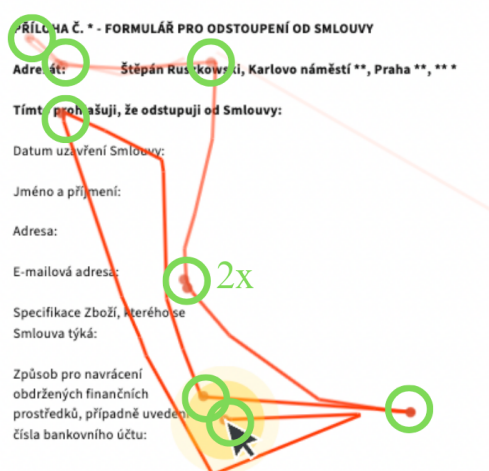 PŘÍLOHA Č. * - FORMULÁŘ PRO ODSTOUPENÍ OD SMLOUVY
Adresát: Štěpán Ruszkowski, Karlovo náměstí **, Praha **, ** *
Tímto prohlašuji, že odstupuji od Smlouvy:
Datum uzavření Smlouvy:
Jméno a příjmení:
Adresa:
E-mailová adresa:
2x
Specifikace Zboží, kterého se
Smlouva týká:
Způsob pro navrácení
obdržených finančních
prostředků, případně uvedení
čísla bankovního účtu: